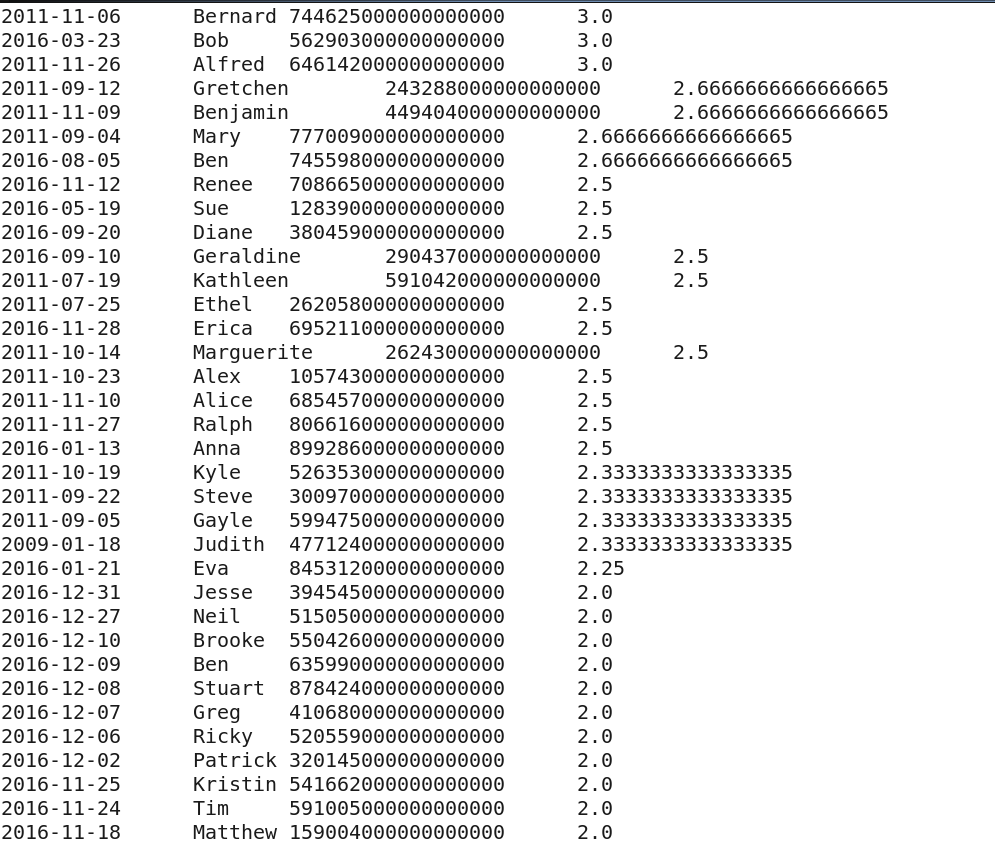 2011-11-06 Bernard 744625000000000000 3.0
2016-03-23 Bob 562903000000000000 3.0
2011-11-26 Alfred 646142000000000000 3.0
2011-09-12 Gretchen 243288000000000000 2.6666666666666665
2011-11-09 Benjamin 449404000000000000 2.6666666666666665
2011-09-04 Mary 777009000000000000 2.6666666666666665
2016-08-05 Ben 745598000000000000 2.6666666666666665
2016-11-12 Renee 708665000000000000 2.5
2016-05-19 Sue 128390000000000000 2.5
2016-09-20 Diane 380459000000000000 2.5
2016-09-10 Geraldine 290437000000000000 2.5
2011-07-19 Kathleen 591042000000000000 2.5
2011-07-25 Ethel 262058000000000000 2.5
2016-11-28 Erica 695211000000000000 2.5
2011-10-14 Marguerite 262430000000000000 2.5
2011-10-23 Alex 105743000000000000 2.5
2011-11-10 Alice 685457000000000000 2.5
2011-11-27 Ralph 806616000000000000 2.5
2016-01-13 Anna 899286000000000000 2.5
2011-10-19 Kyle 526353000000000000 2.3333333333333335
2011-09-22 Steve 300970000000000000 2.3333333333333335
2011-09-05 Gayle 599475000000000000 2.3333333333333335
2009-01-18 Judith 477124000000000000 2.3333333333333335
2016-01-21 Eva 845312000000000000 2.25
2016-12-31 Jesse 394545000000000000 2.0
2016-12-27 Neil 515050000000000000 2.0
2016-12-10 Brooke 550426000000000000 2.0
2016-12-09 Ben 635990000000000000 2.0
2016-12-08 Stuart 878424000000000000 2.0
2016-12-07 Greg 410680000000000000 2.0
2016-12-06 Ricky 520559000000000000 2.0
2016-12-02 Patrick 320145000000000000 2.0
2016-11-25 Kristin 541662000000000000 2.0
2016-11-24 Tim 591005000000000000 2.0
2016-11-18 Matthew 159004000000000000 2.0